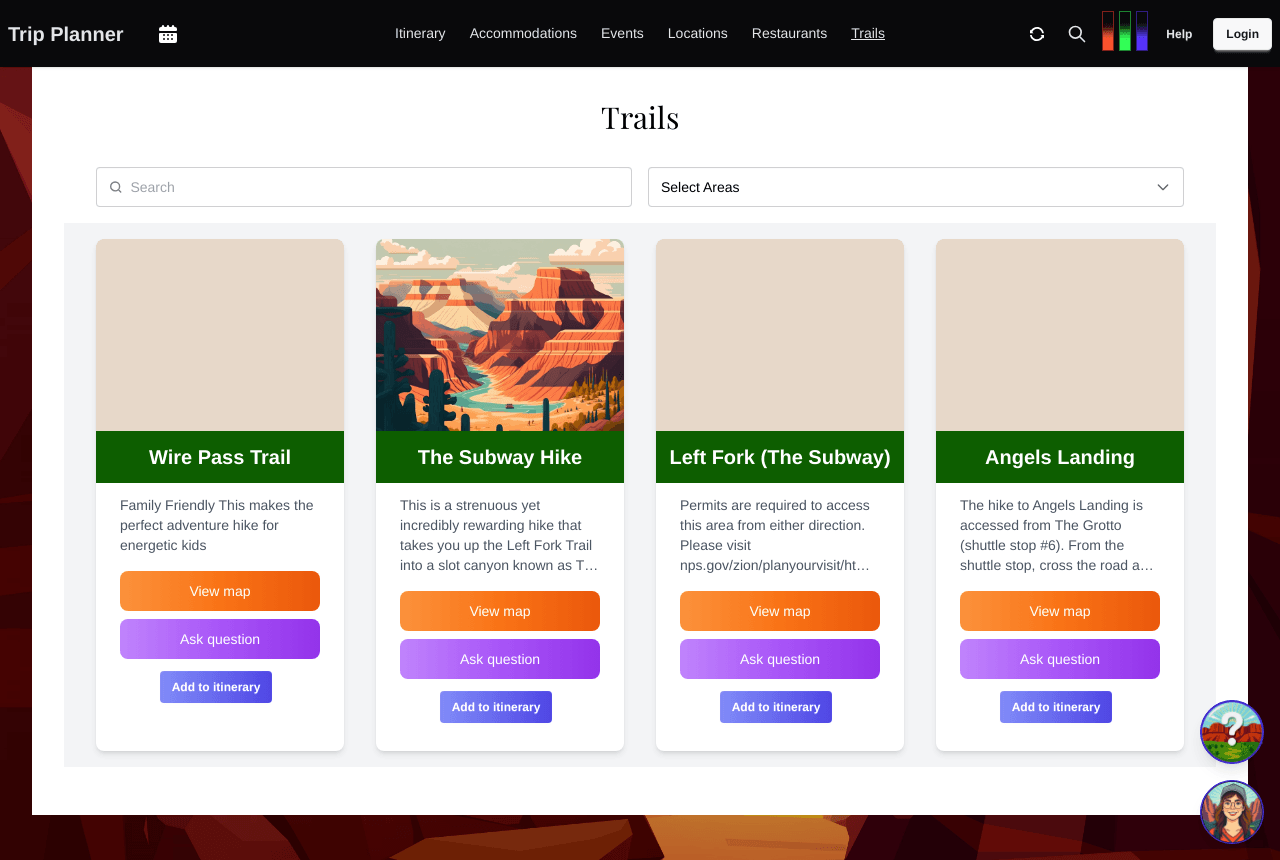 Trip Planner
Itinerary
Accommodations
Events
Locations
Restaurants
Trails
Help
Login
Trails
Search
Select Areas
Wire Pass Trail
Family Friendly This makes the
perfect adventure hike for
energetic kids
View map
Ask question
Add to itinerary
The Subway Hike
This is a strenuous yet
incredibly rewarding hike that
takes you up the Left Fork Trail
into a slot canyon known as T…
View map
Ask question
Add to itinerary
Left Fork (The Subway)
Permits are required to access
this area from either direction.
Please visit
nps.gov/zion/planyourvisit/ht…
View map
Ask question
Add to itinerary
Angels Landing
The hike to Angels Landing is
accessed from The Grotto
(shuttle stop #6). From the
shuttle stop, cross the road a…
View map
Ask question
Add to itinerary
?